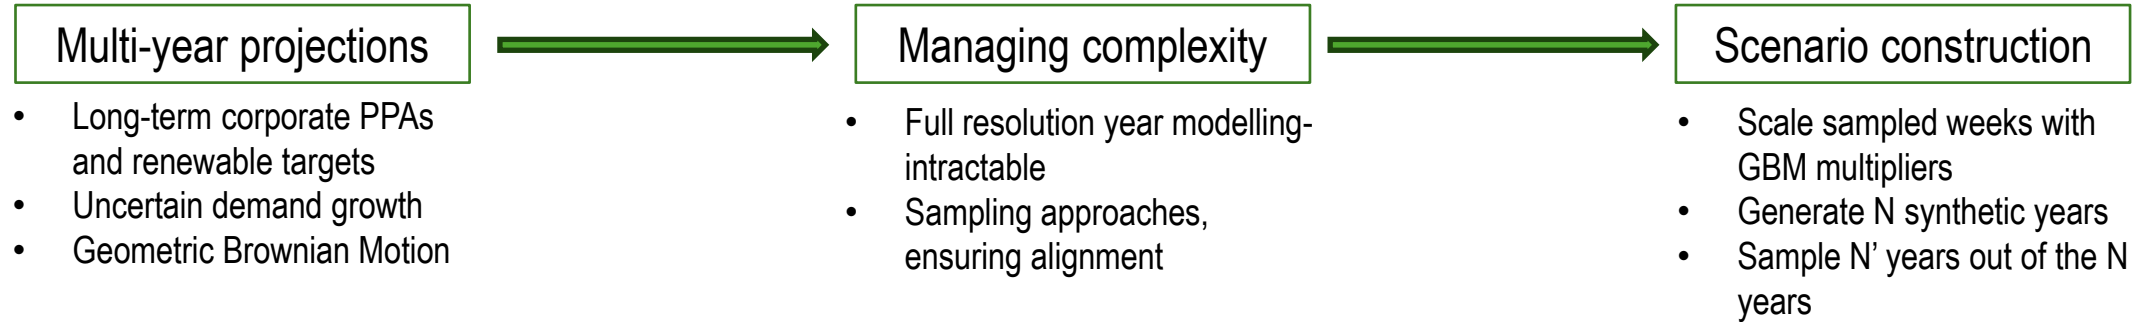 Multi-year projections
• Long-term corporate PPAs
and renewable targets
• Uncertain demand growth
• Geometric Brownian Motion
Managing complexity
• Full resolution year modelling-
intractable
• Sampling approaches,
ensuring alignment
Scenario construction
• Scale sampled weeks with
GBM multipliers
• Generate N synthetic years
• Sample N’ years out of the N
years